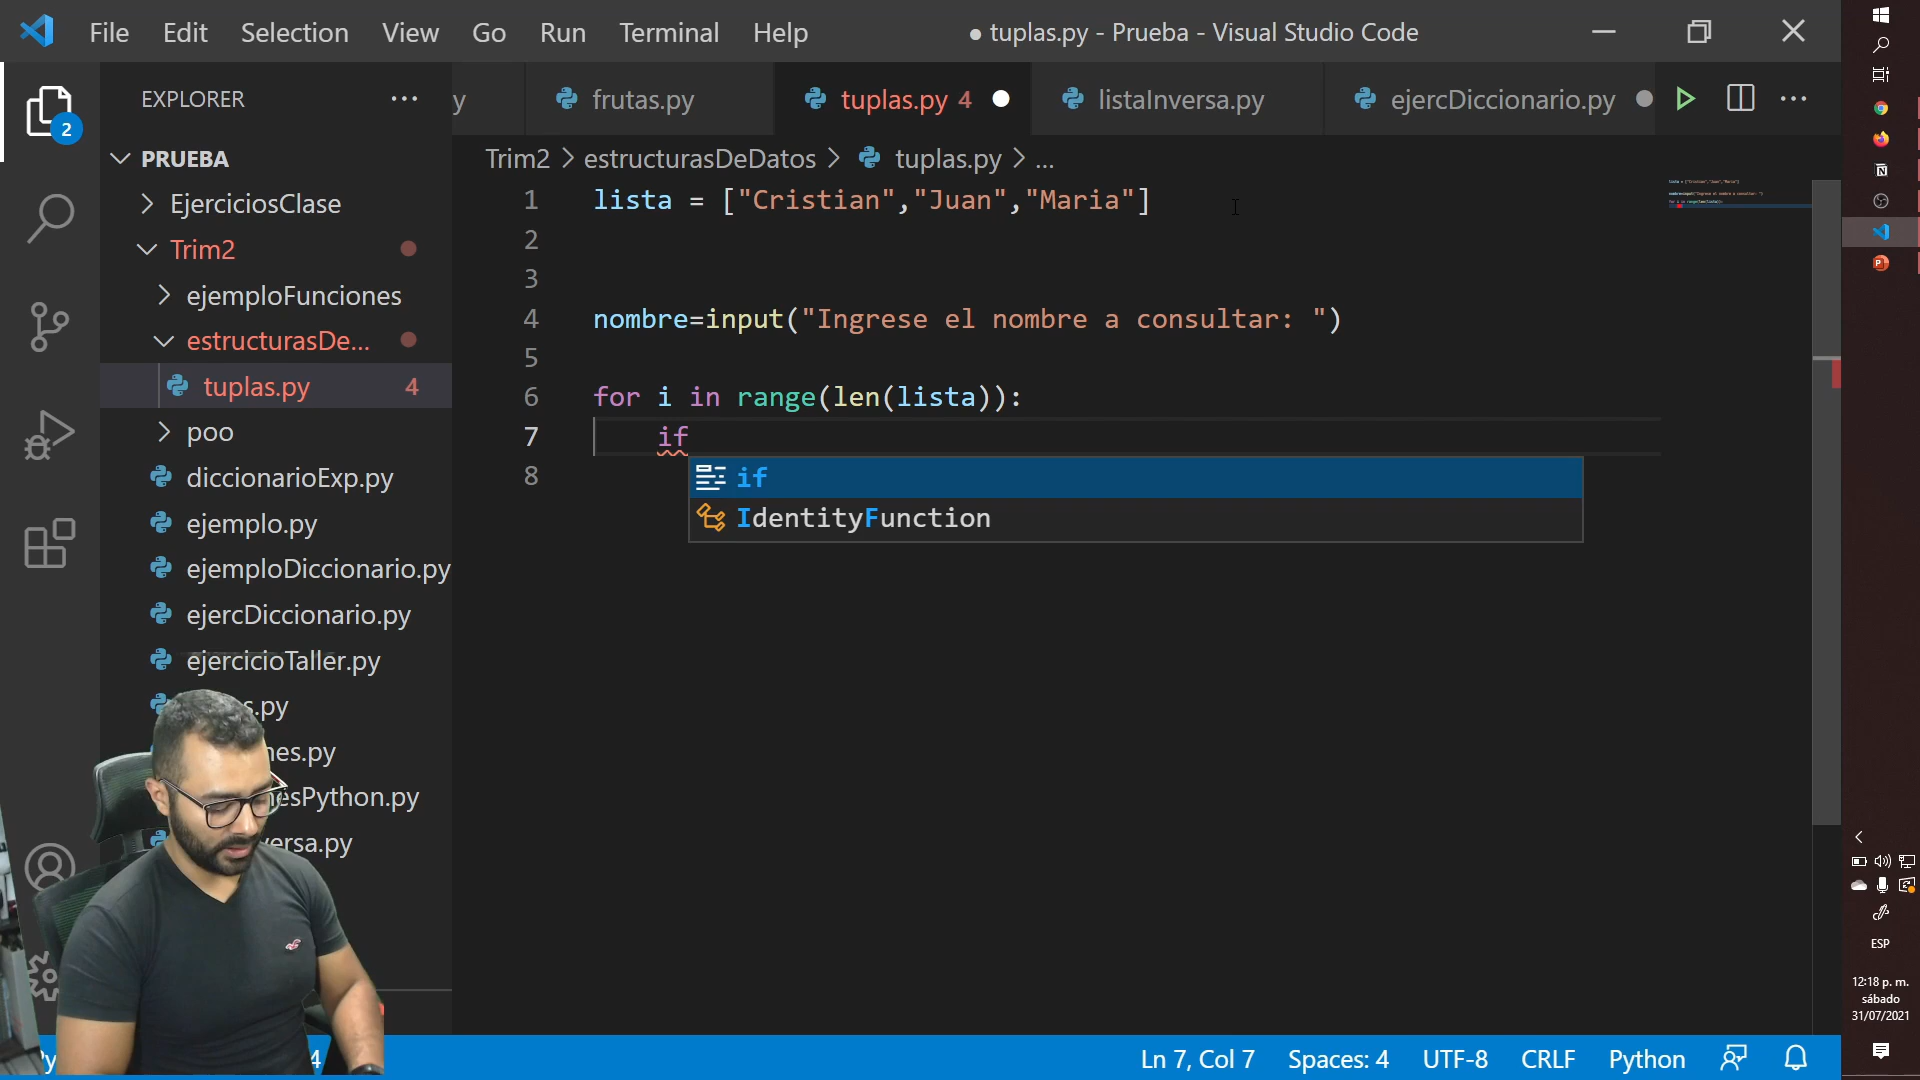 File Edit Selection View Go Run Terminal Help
● tuplas.py - Prueba - Visual Studio Code
EXPLORER
2
PRUEBA
EjerciciosClase
Trim2
ejemploFunciones
estructurasDe...
tuplas.py 4
poo
diccionarioExp.py
ejemplo.py
ejemploDiccionario.py
ejercDiccionario.py
ejercicioTaller.py
s.py
nes.py
nesPython.py
versa.py
y frutas.py tuplas.py 4 listaInversa.py ejercDiccionario.py
Trim2 > estructurasDeDatos > tuplas.py > ...
1 lista = ["Cristian","Juan","Maria"]
2
3
4 nombre=input("Ingrese el nombre a consultar: ")
5
6 for i in range(len(lista)):
7 if
8
if
IdentityFunction
Ln 7, Col 7 Spaces: 4 UTF-8 CRLF Python
ESP
12:18 p. m.
sábado
31/07/2021